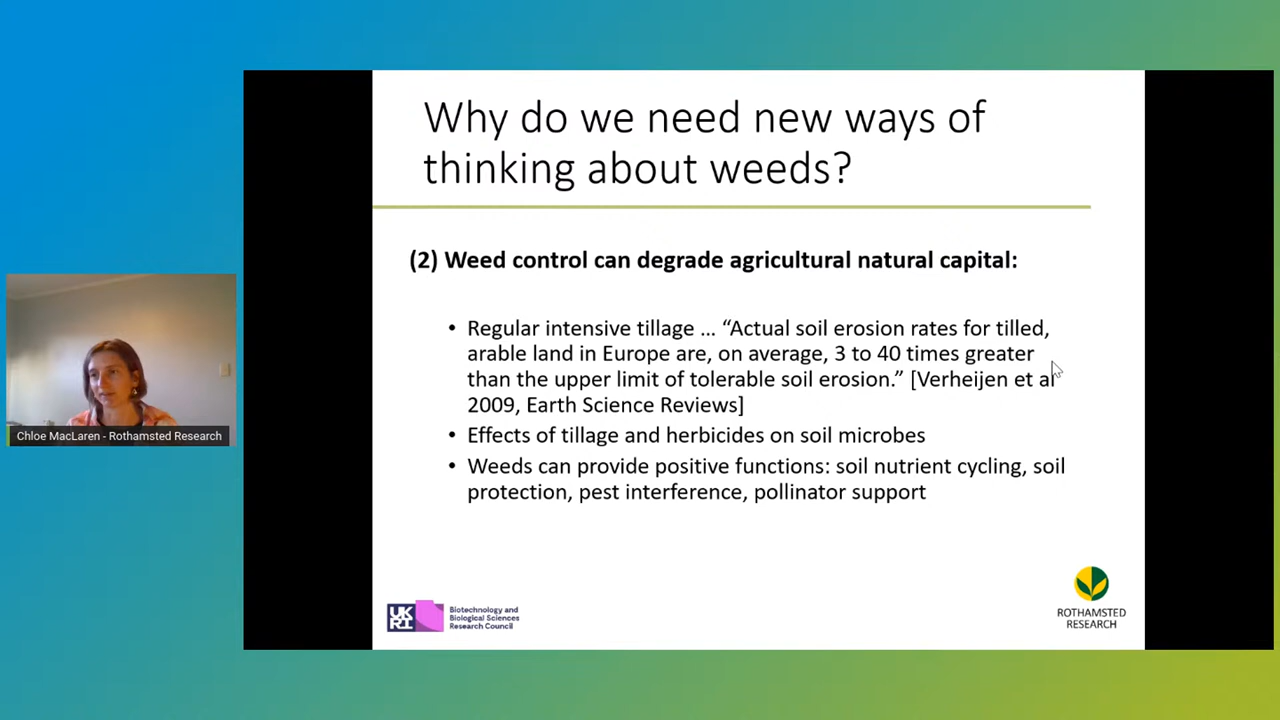 Why do we need new ways of
thinking about weeds?
(2) Weed control can degrade agricultural natural capital:
• Regular intensive tillage ... “Actual soil erosion rates for tilled,
arable land in Europe are, on average, 3 to 40 times greater
than the upper limit of tolerable soil erosion.” [Verheijen et al
2009, Earth Science Reviews]
• Effects of tillage and herbicides on soil microbes
• Weeds can provide positive functions: soil nutrient cycling, soil
protection, pest interference, pollinator support
Chloe MacLaren - Rothamsted Research
UK
RI
Biotechnology and
Biological Sciences
Research Council
ROTHAMSTED
RESEARCH